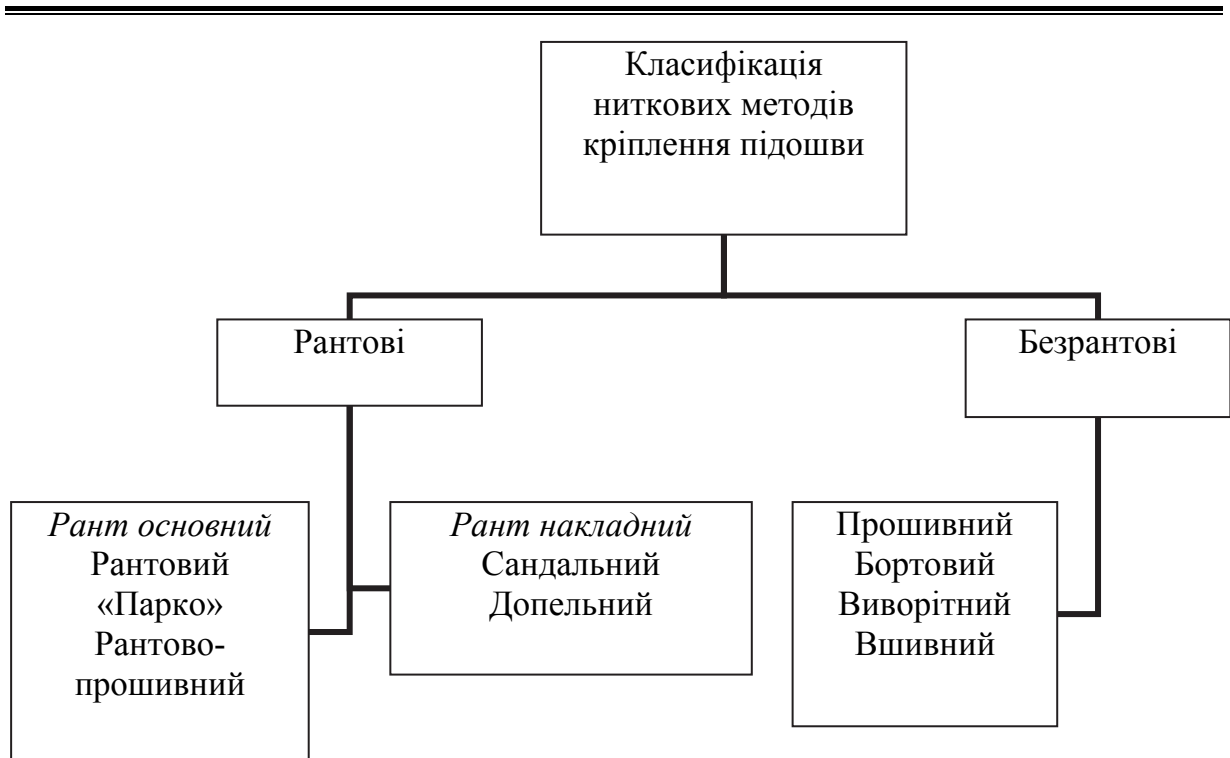 Класифікація
ниткових методів
кріплення підошви
Рантові
Безрантові
Рант основний
Рантовий
«Парко»
Рантово-
прошивний
Рант накладний
Сандальний
Допельний
Прошивний
Бортовий
Виворітний
Вшивний